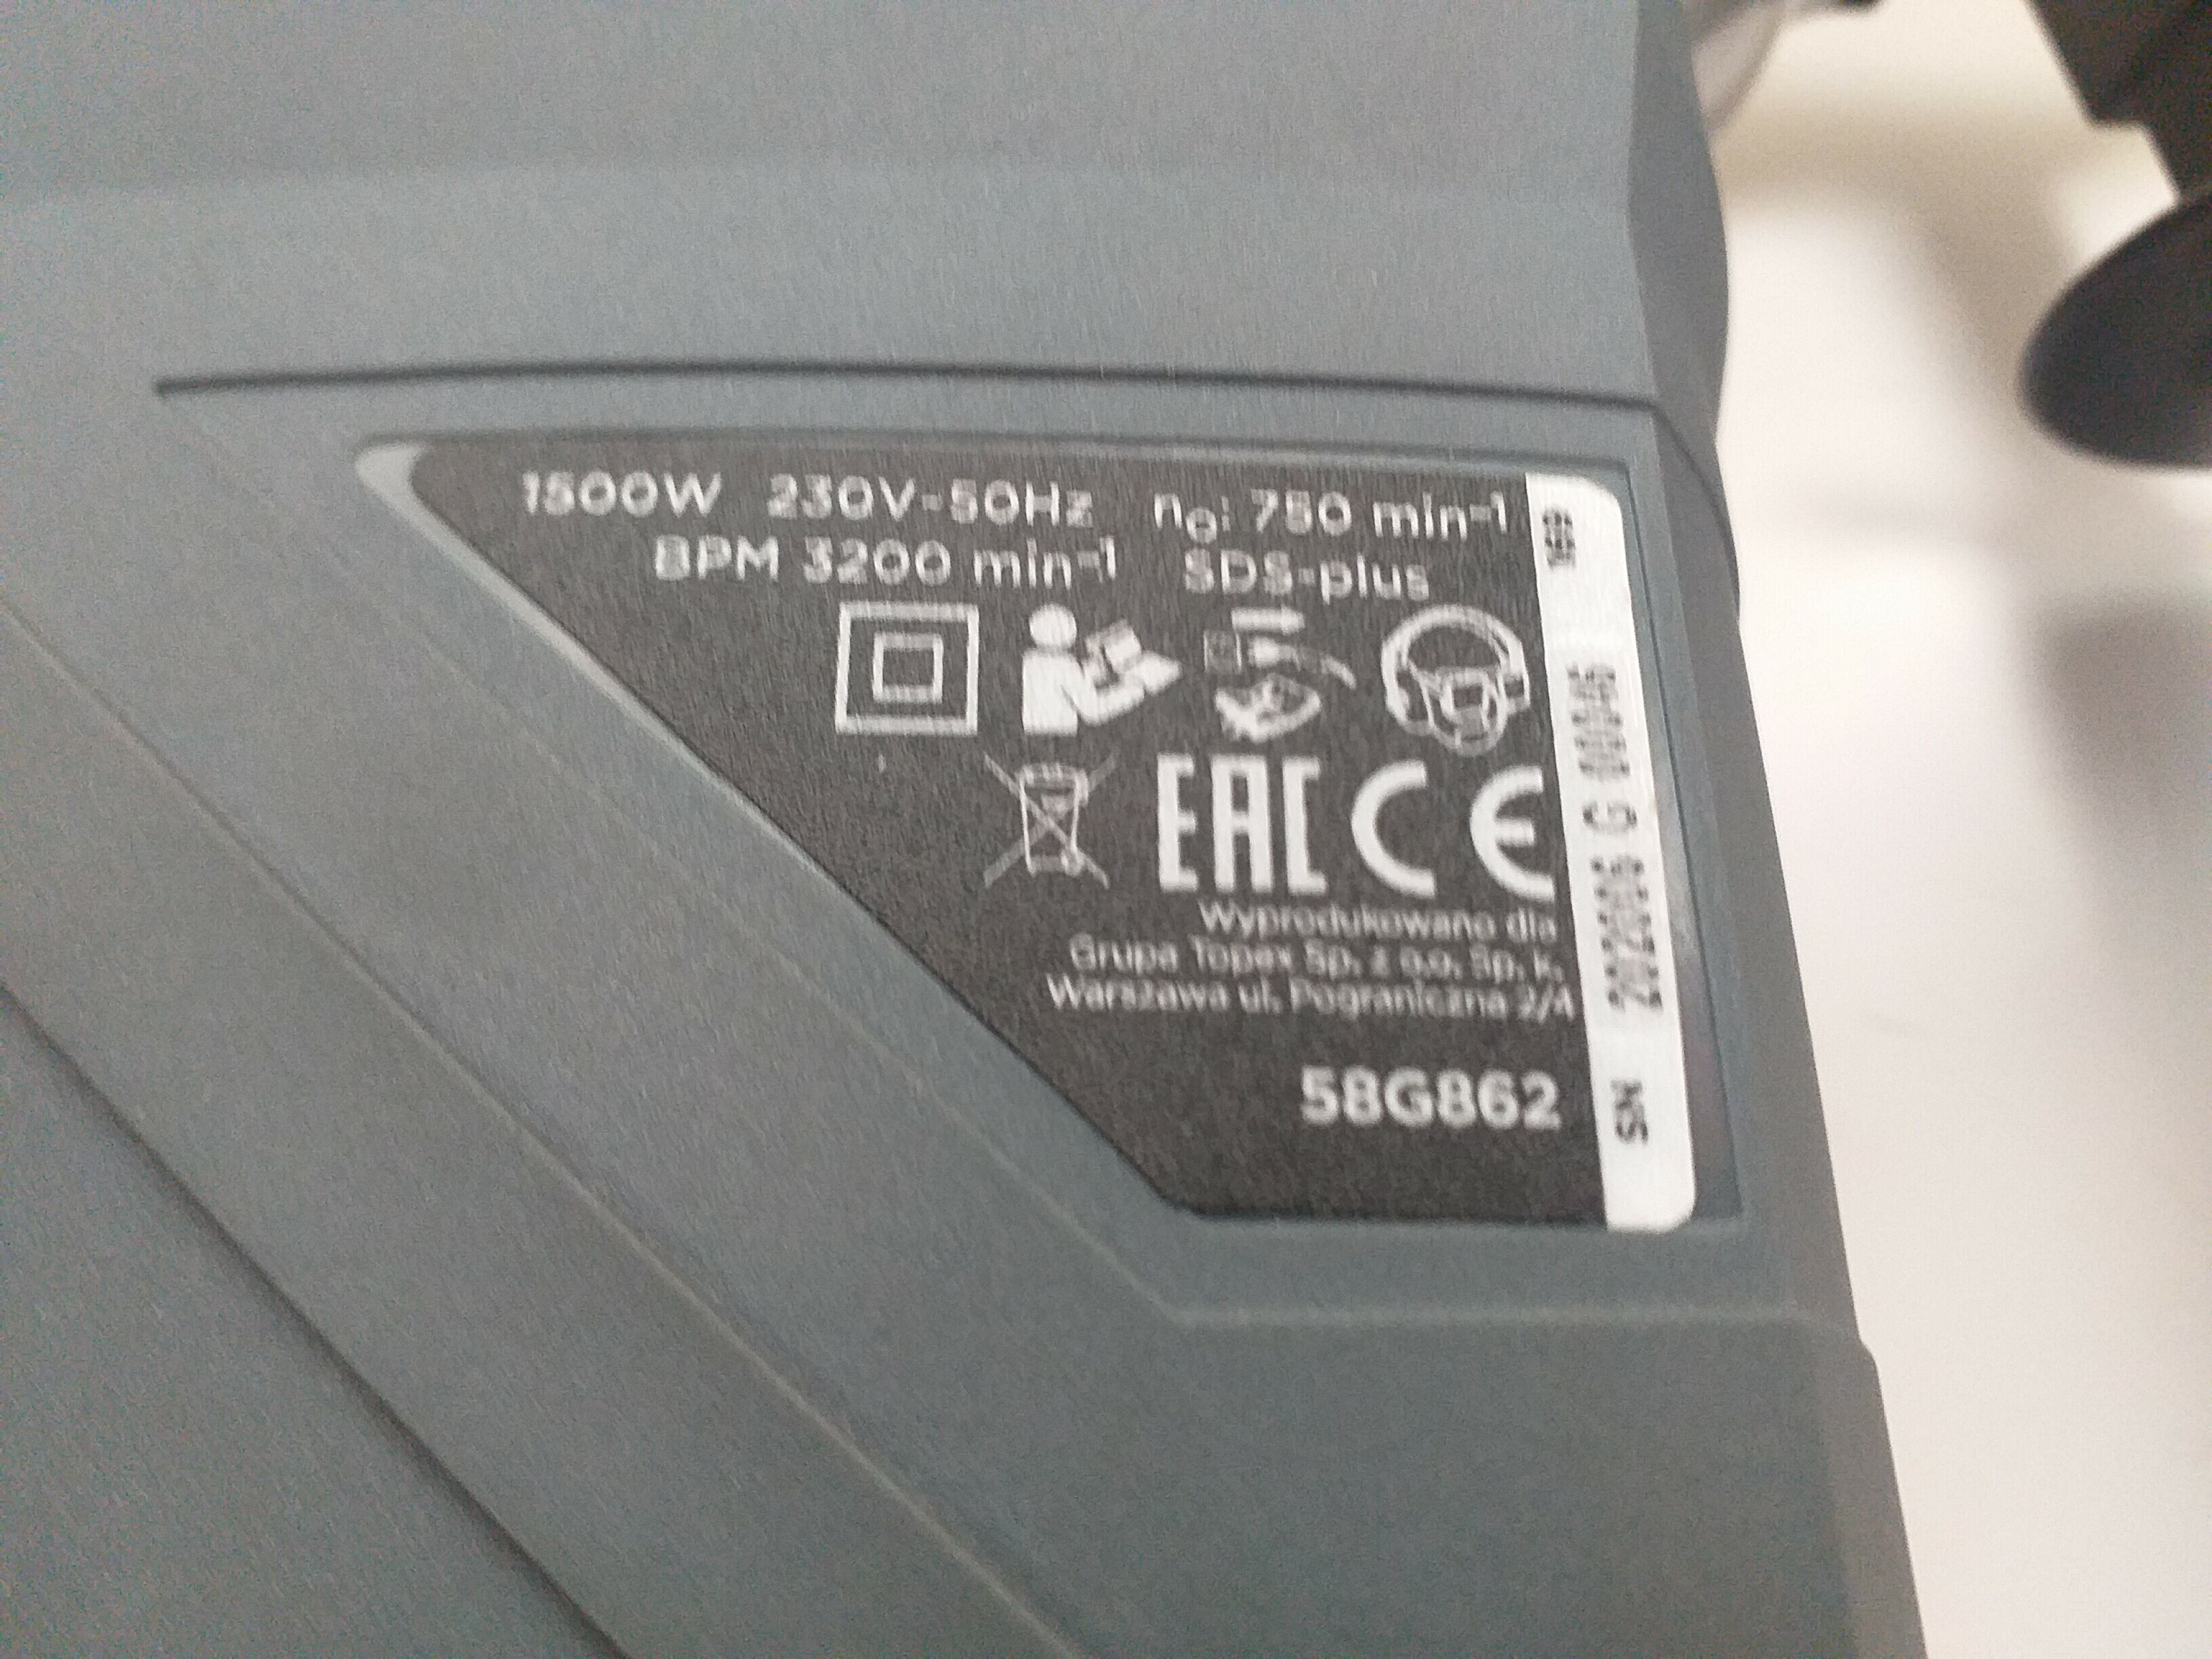 1500W 230V~50Hz n₀: 750 min⁻¹
BPM 3200 min⁻¹ SDS-plus
EAC CE
Wyprodukowano dla
Grupa Topex Sp. z o.o. Sp. k.
Warszawa ul. Pograniczna 2/4
58G862
SN G